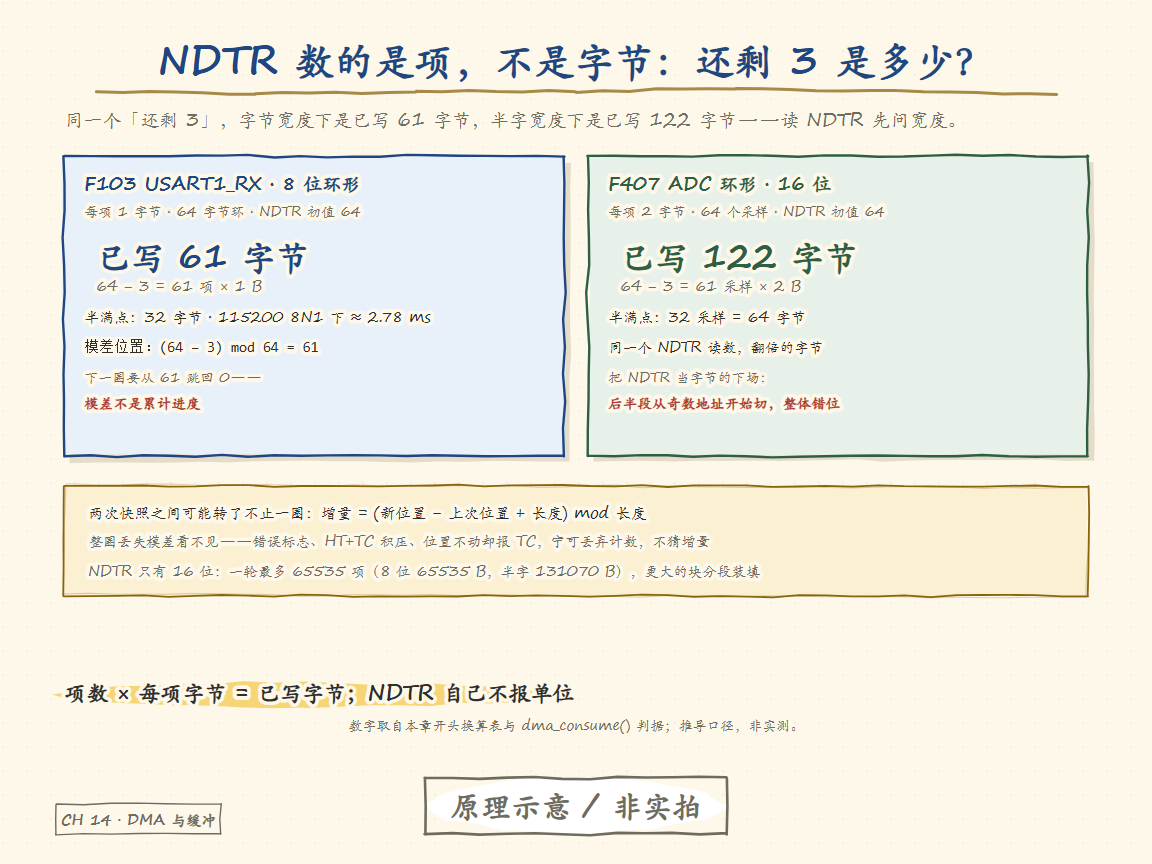 NDTR 数的是项，不是字节：还剩 3 是多少？
同一个「还剩 3」，字节宽度下是已写 61 字节，半字宽度下是已写 122 字节——读 NDTR 先问宽度。
F103 USART1_RX · 8 位环形
每项 1 字节 · 64 字节环 · NDTR 初值 64
已写 61 字节
64 − 3 = 61 项 × 1 B
半满点：32 字节 · 115200 8N1 下 ≈ 2.78 ms
模差位置：(64 − 3) mod 64 = 61
下一圈要从 61 跳回 0——
模差不是累计进度
F407 ADC 环形 · 16 位
每项 2 字节 · 64 个采样 · NDTR 初值 64
已写 122 字节
64 − 3 = 61 采样 × 2 B
半满点：32 采样 = 64 字节
同一个 NDTR 读数，翻倍的字节
把 NDTR 当字节的下场：
后半段从奇数地址开始切，整体错位
两次快照之间可能转了不止一圈：增量 = (新位置 − 上次位置 + 长度) mod 长度
整圈丢失模差看不见——错误标志、HT+TC 积压、位置不动却报 TC，宁可丢弃计数，不猜增量
NDTR 只有 16 位：一轮最多 65535 项（8 位 65535 B，半字 131070 B），更大的块分段装填
项数 × 每项字节 = 已写字节；NDTR 自己不报单位
数字取自本章开头换算表与 dma_consume() 判据；推导口径，非实测。
原理示意 / 非实拍
CH 14 · DMA 与缓冲